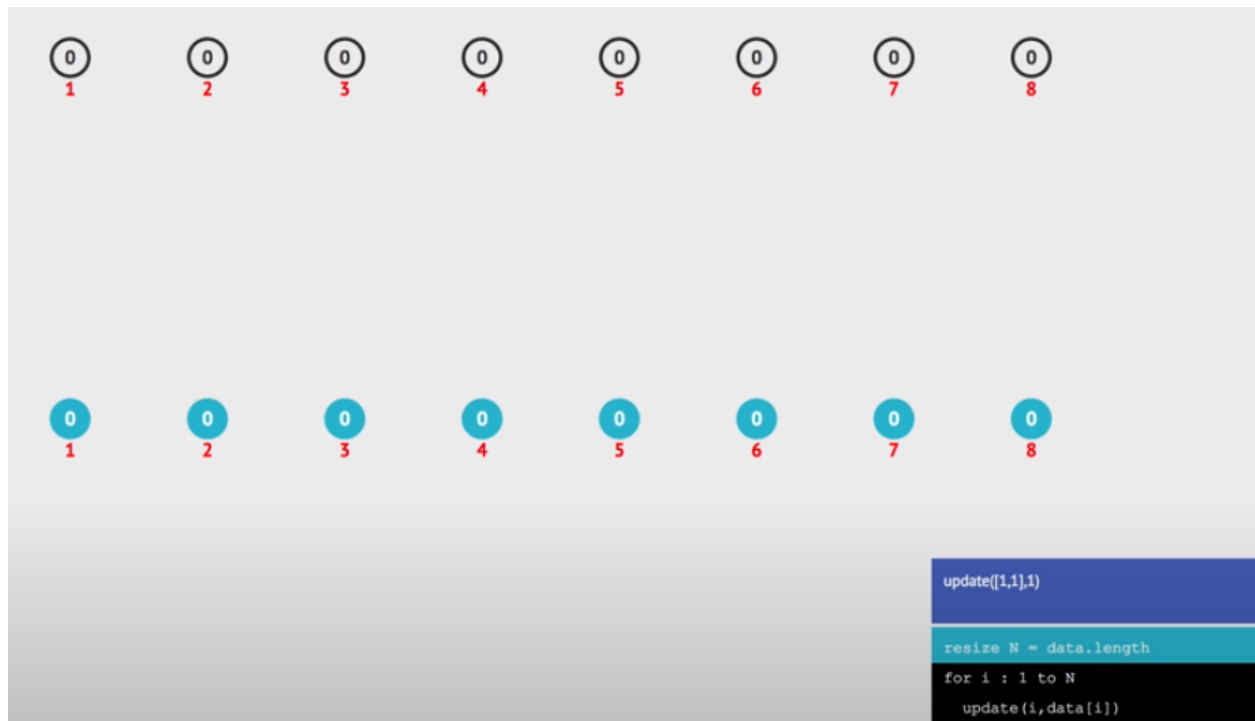 0 0 0 0 0 0 0 0
1 2 3 4 5 6 7 8
0 0 0 0 0 0 0 0
1 2 3 4 5 6 7 8
update([1,1],1)
resize N = data.length
for i : 1 to N
update(i,data[i])